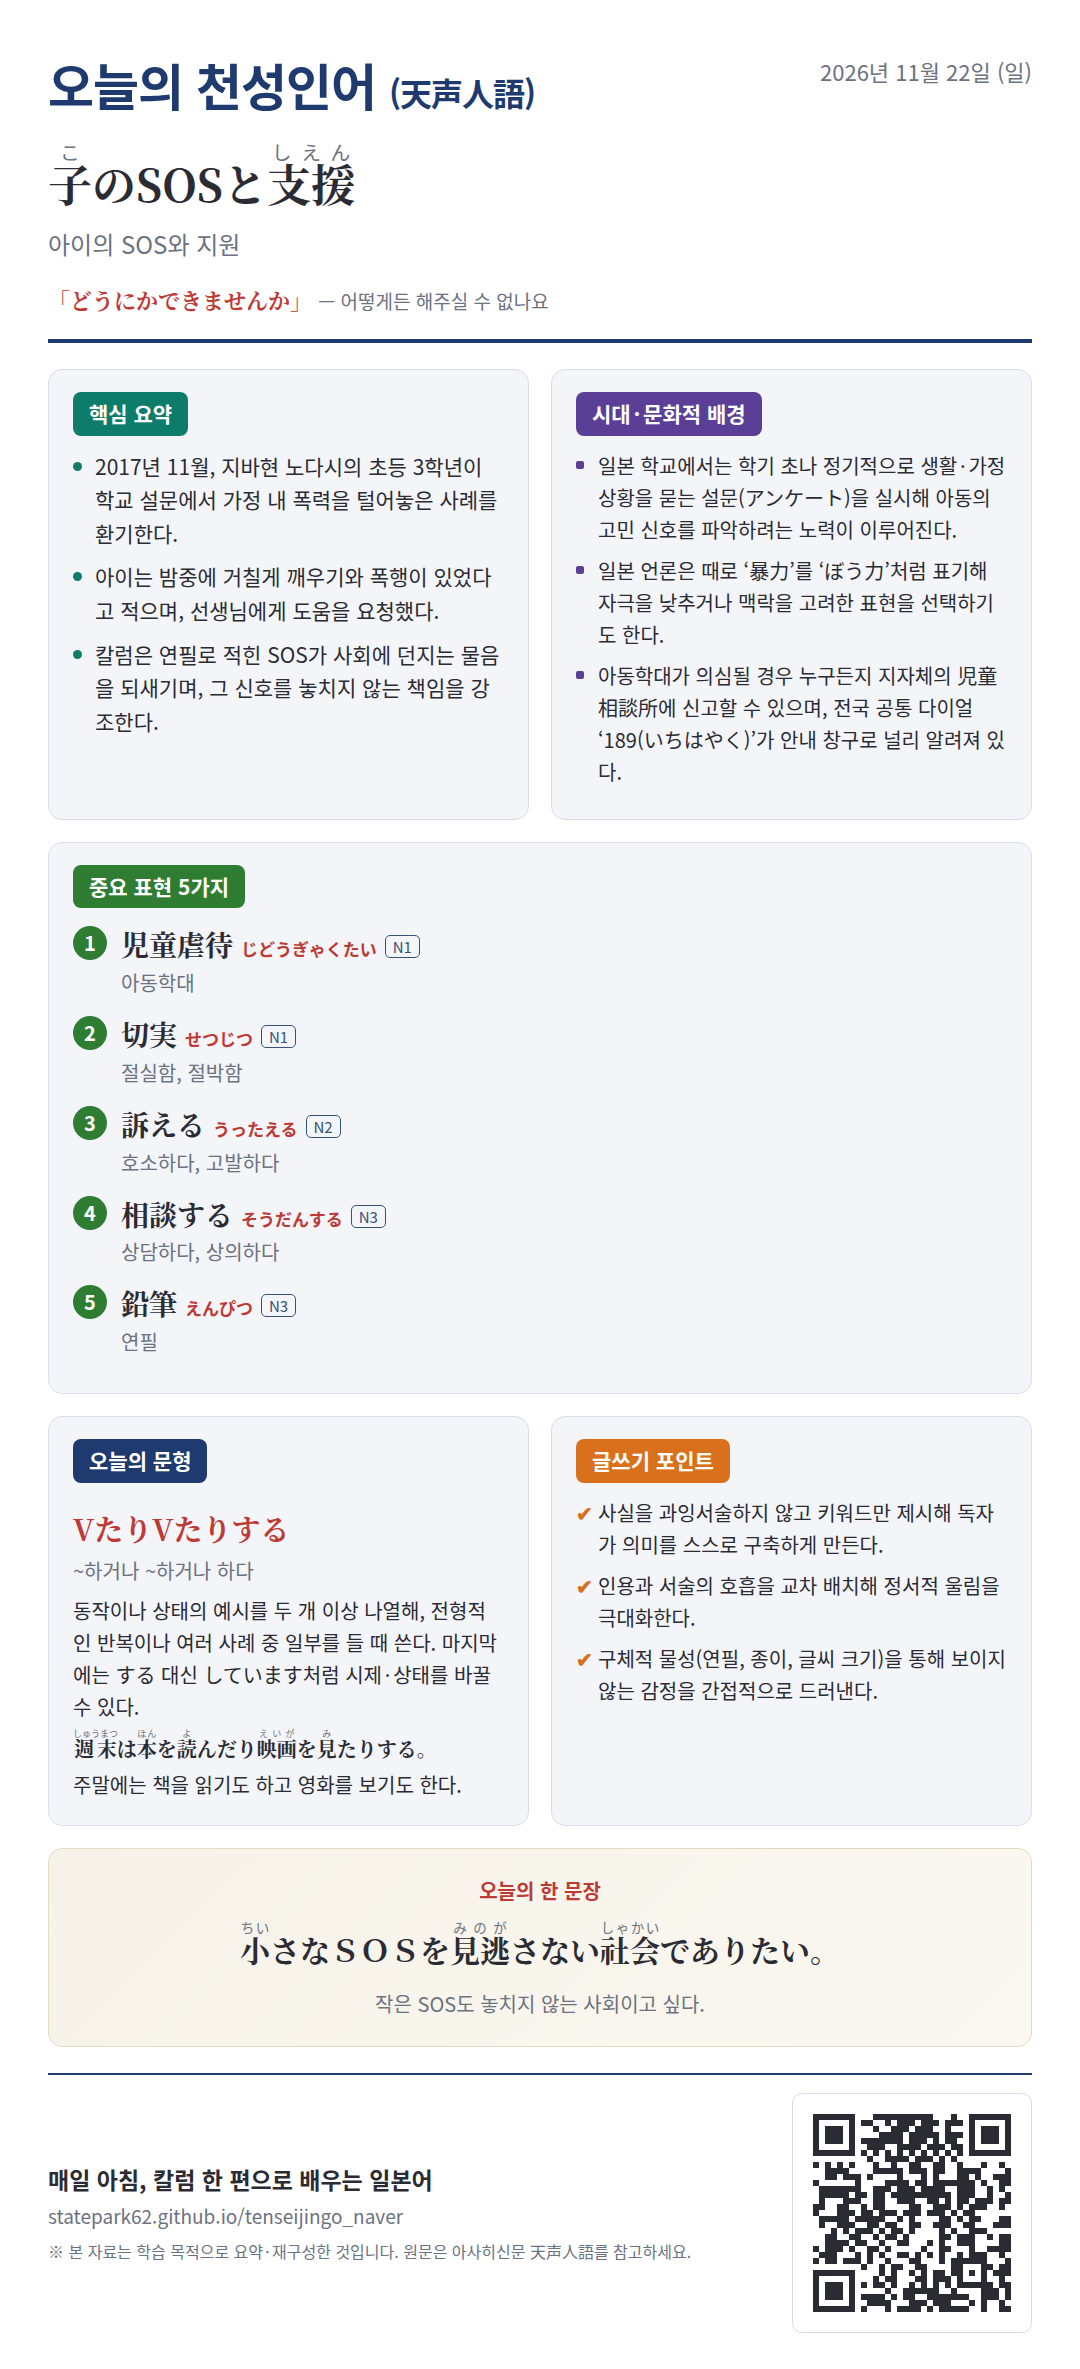 오늘의 천성인어 (天声人語)
2026년 11월 22일 (일)
こ しえん
子のSOSと支援
아이의 SOS와 지원
「どうにかできませんか」 — 어떻게든 해주실 수 없나요
핵심 요약
2017년 11월, 지바현 노다시의 초등 3학년이
학교 설문에서 가정 내 폭력을 털어놓은 사례를
환기한다.
아이는 밤중에 거칠게 깨우기와 폭행이 있었다
고 적으며, 선생님에게 도움을 요청했다.
칼럼은 연필로 적힌 SOS가 사회에 던지는 물음
을 되새기며, 그 신호를 놓치지 않는 책임을 강
조한다.
시대·문화적 배경
일본 학교에서는 학기 초나 정기적으로 생활·가정
상황을 묻는 설문(アンケート)을 실시해 아동의
고민 신호를 파악하려는 노력이 이루어진다.
일본 언론은 때로 ‘暴力’를 ‘ぼう力’처럼 표기해
자극을 낮추거나 맥락을 고려한 표현을 선택하기
도 한다.
아동학대가 의심될 경우 누구든지 지자체의 児童
相談所에 신고할 수 있으며, 전국 공통 다이얼
‘189(いちはやく)’가 안내 창구로 널리 알려져 있
다.
중요 표현 5가지
1 児童虐待 じどうぎゃくたい N1
아동학대
2 切実 せつじつ N1
절실함, 절박함
3 訴える うったえる N2
호소하다, 고발하다
4 相談する そうだんする N3
상담하다, 상의하다
5 鉛筆 えんぴつ N3
연필
오늘의 문형
VたりVたりする
~하거나 ~하거나 하다
동작이나 상태의 예시를 두 개 이상 나열해, 전형적
인 반복이나 여러 사례 중 일부를 들 때 쓴다. 마지막
에는 する 대신 しています처럼 시제·상태를 바꿀
수 있다.
しゅうまつ ほん よ えいが み
週末は本を読んだり映画を見たりする。
주말에는 책을 읽기도 하고 영화를 보기도 한다.
글쓰기 포인트
✔ 사실을 과잉서술하지 않고 키워드만 제시해 독자
가 의미를 스스로 구축하게 만든다.
✔ 인용과 서술의 호흡을 교차 배치해 정서적 울림을
극대화한다.
✔ 구체적 물성(연필, 종이, 글씨 크기)을 통해 보이지
않는 감정을 간접적으로 드러낸다.
오늘의 한 문장
ちい みのが しゃかい
小さなＳＯＳを見逃さない社会でありたい。
작은 SOS도 놓치지 않는 사회이고 싶다.
매일 아침, 칼럼 한 편으로 배우는 일본어
statepark62.github.io/tenseijingo_naver
※ 본 자료는 학습 목적으로 요약·재구성한 것입니다. 원문은 아사히신문 天声人語를 참고하세요.